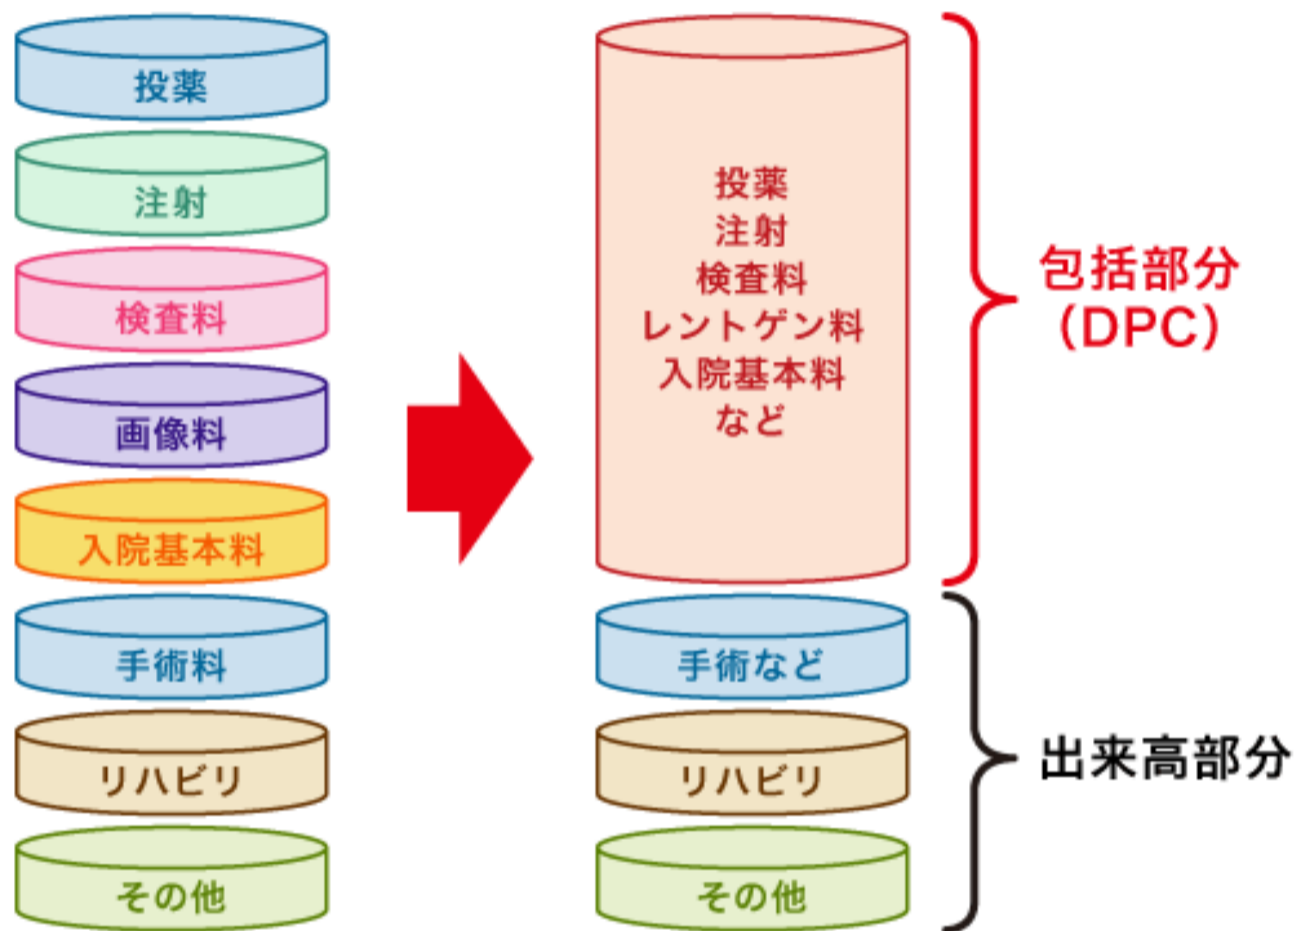 投薬
注射
検査料
画像料
入院基本料
手術料
リハビリ
その他
投薬
注射
検査料
レントゲン料
入院基本料
など
手術など
リハビリ
その他
包括部分
（DPC）
出来高部分